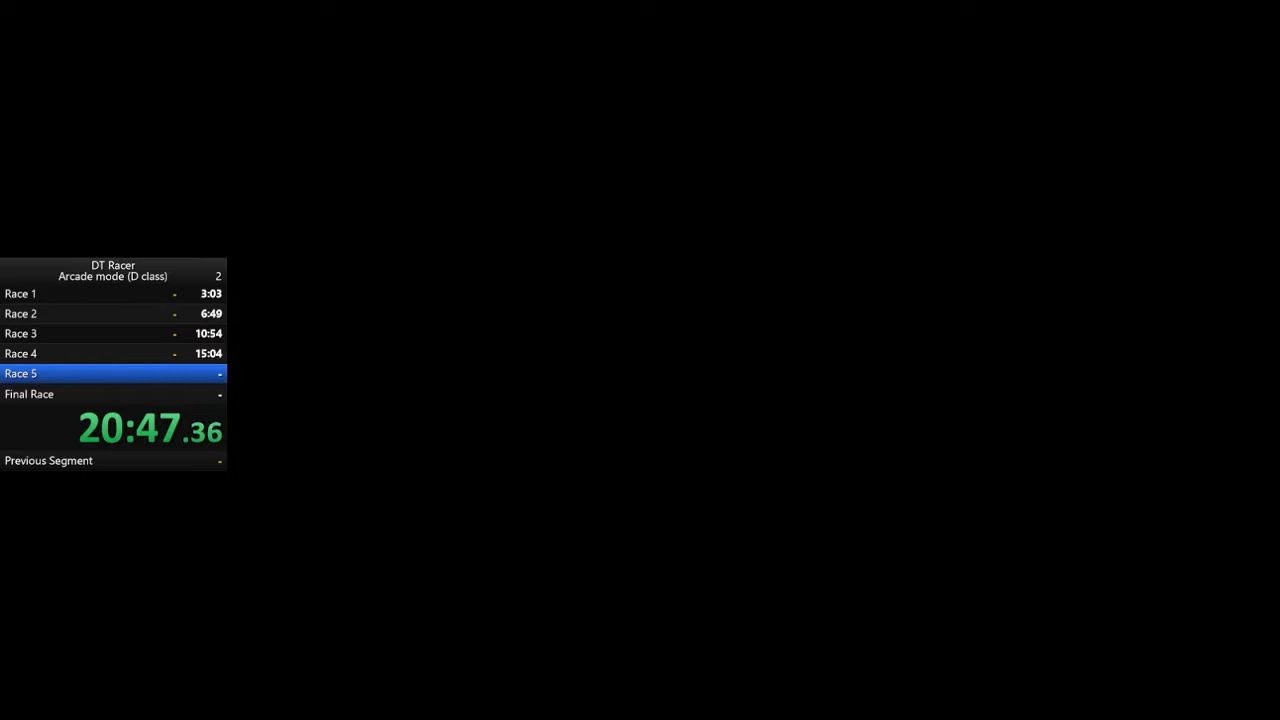 DT Racer
Arcade mode (D class) 2
Race 1 - 3:03
Race 2 - 6:49
Race 3 - 10:54
Race 4 - 15:04
Race 5 -
Final Race -
20:47.36
Previous Segment -